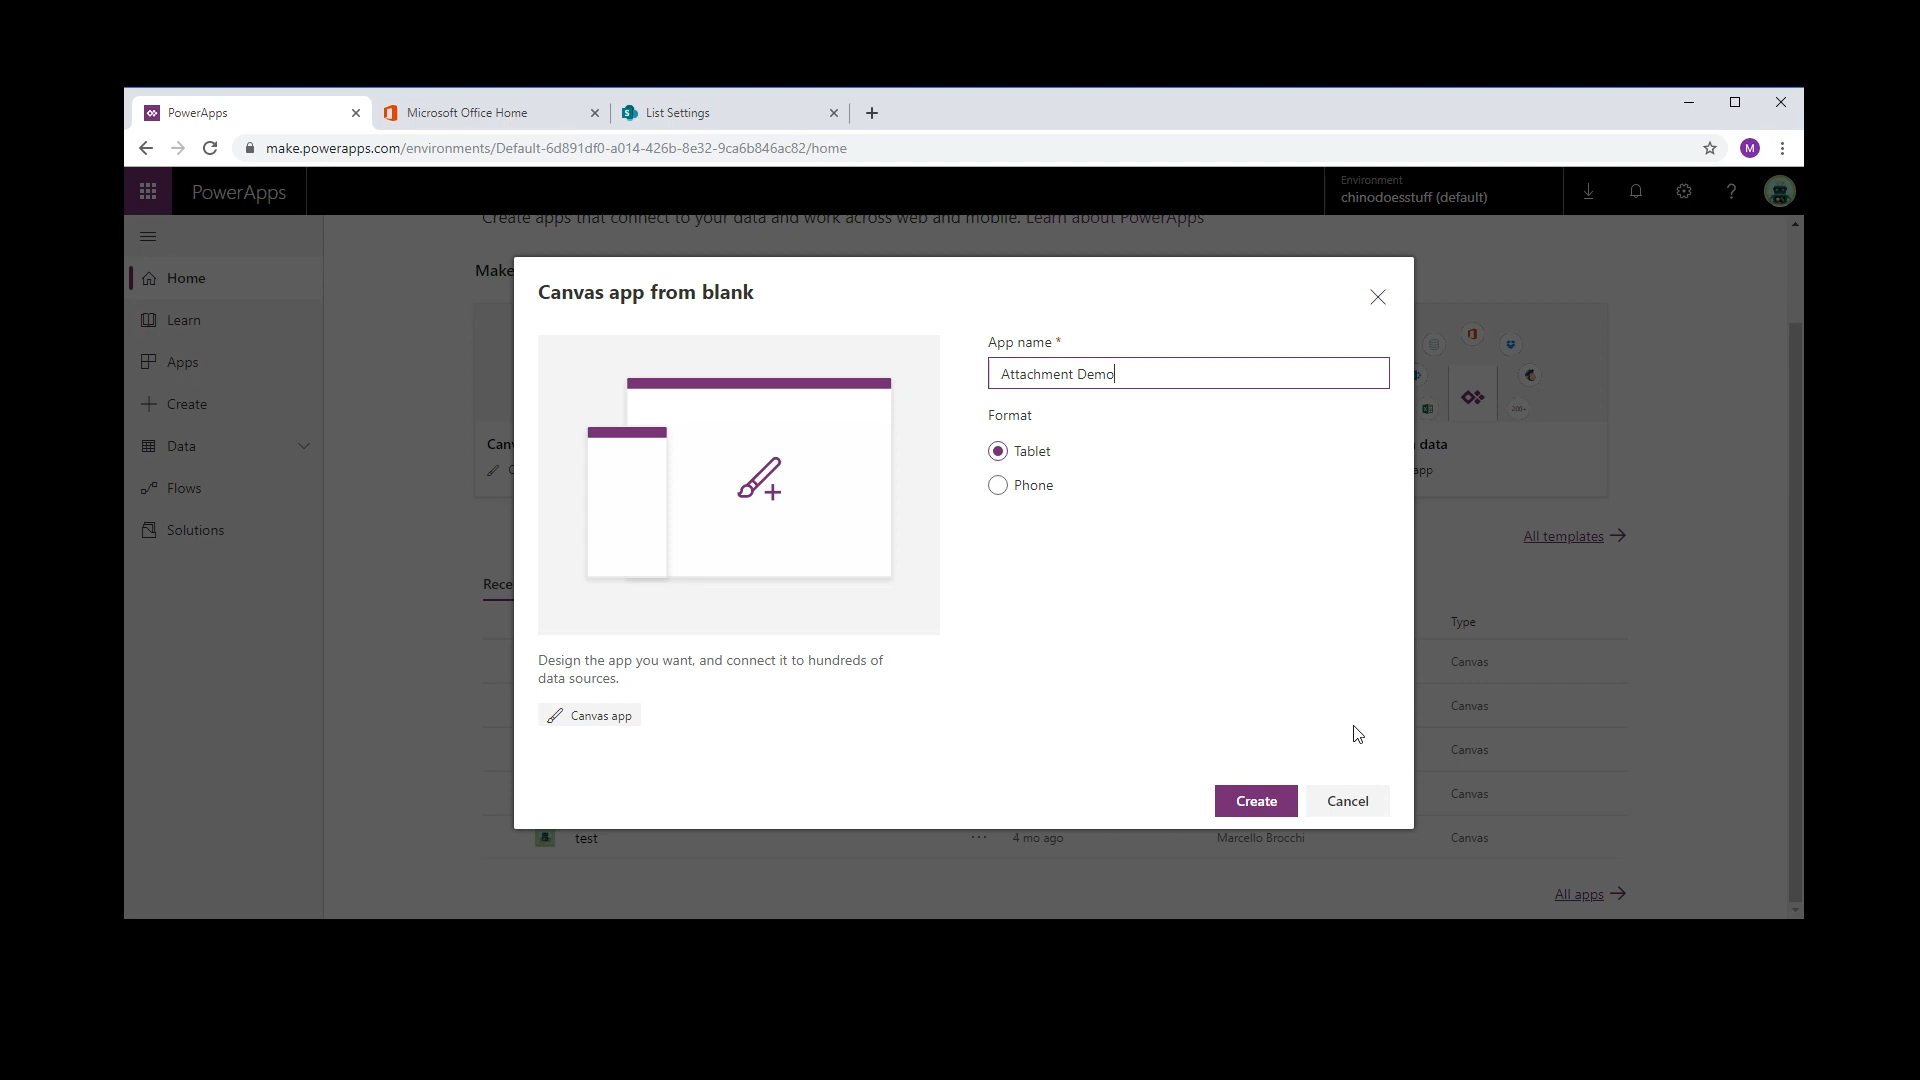 PowerApps
Microsoft Office Home
List Settings
make.powerapps.com/environments/Default-6d891df0-a014-426b-8e32-9ca6b846ac82/home
M
PowerApps
Environment
chinodoesstuff (default)
Create apps that connect to your data and work across web and mobile. Learn about PowerApps
Home
Learn
Apps
Create
Data
Flows
Solutions
Make
Canvas app from blank
App name *
Attachment Demo
Format
Tablet
Phone
Design the app you want, and connect it to hundreds of
data sources.
Canvas app
Create
Cancel
Can
data
app
200+
All templates
Rece
Type
Canvas
Canvas
Canvas
Canvas
test
4 mo ago
Marcello Brocchi
Canvas
All apps